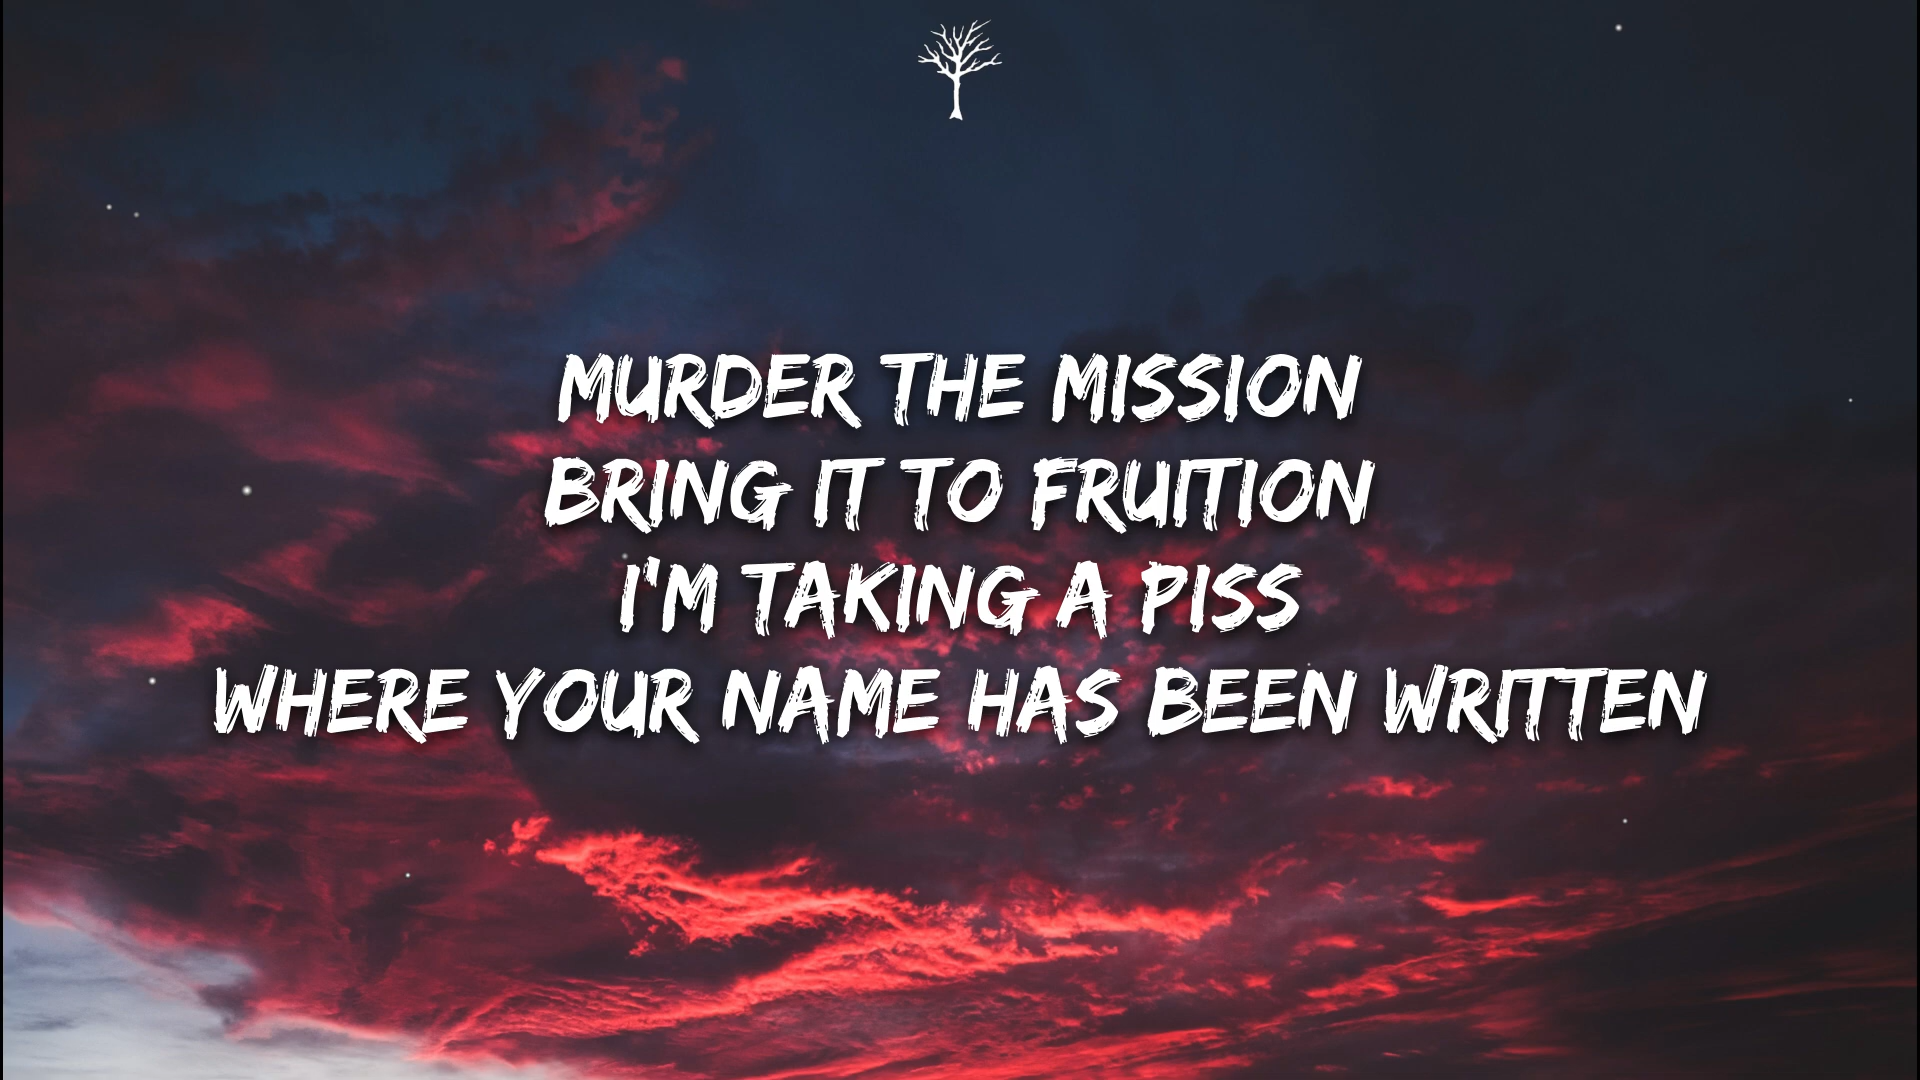 MURDER THE MISSION
BRING IT TO FRUITION
I'M TAKING A PISS
WHERE YOUR NAME HAS BEEN WRITTEN